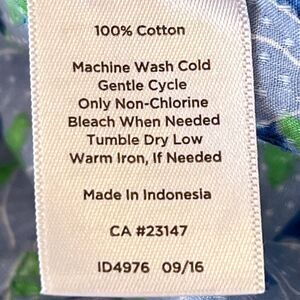 100% Cotton
Machine Wash Cold
Gentle Cycle
Only Non-Chlorine
Bleach When Needed
Tumble Dry Low
Warm Iron, If Needed
Made In Indonesia
CA #23147
ID4976 09/16